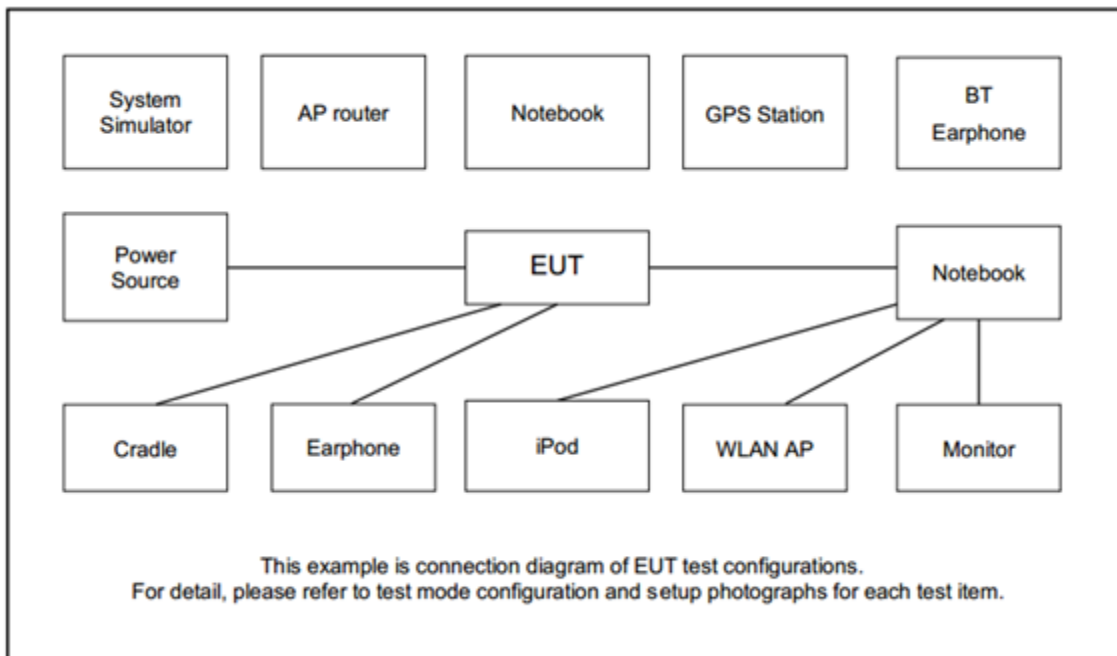 System
Simulator
AP router
Notebook
GPS Station
BT
Earphone
Power
Source
EUT
Notebook
Cradle
Earphone
iPod
WLAN AP
Monitor
This example is connection diagram of EUT test configurations.
For detail, please refer to test mode configuration and setup photographs for each test item.